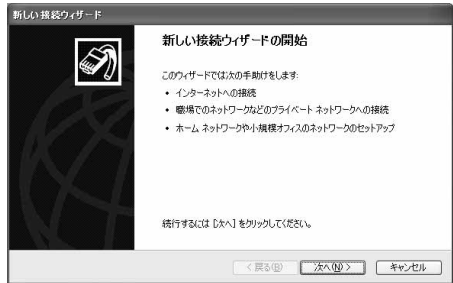 新しい接続ウィザード
新しい接続ウィザードの開始
このウィザードでは次の手助けをします:
• インターネットへの接続
• 職場でのネットワークなどのプライベート ネットワークへの接続
• ホーム ネットワークや小規模オフィスのネットワークのセットアップ
続行するには [次へ] をクリックしてください。
< 戻る(B) 次へ(N) > キャンセル